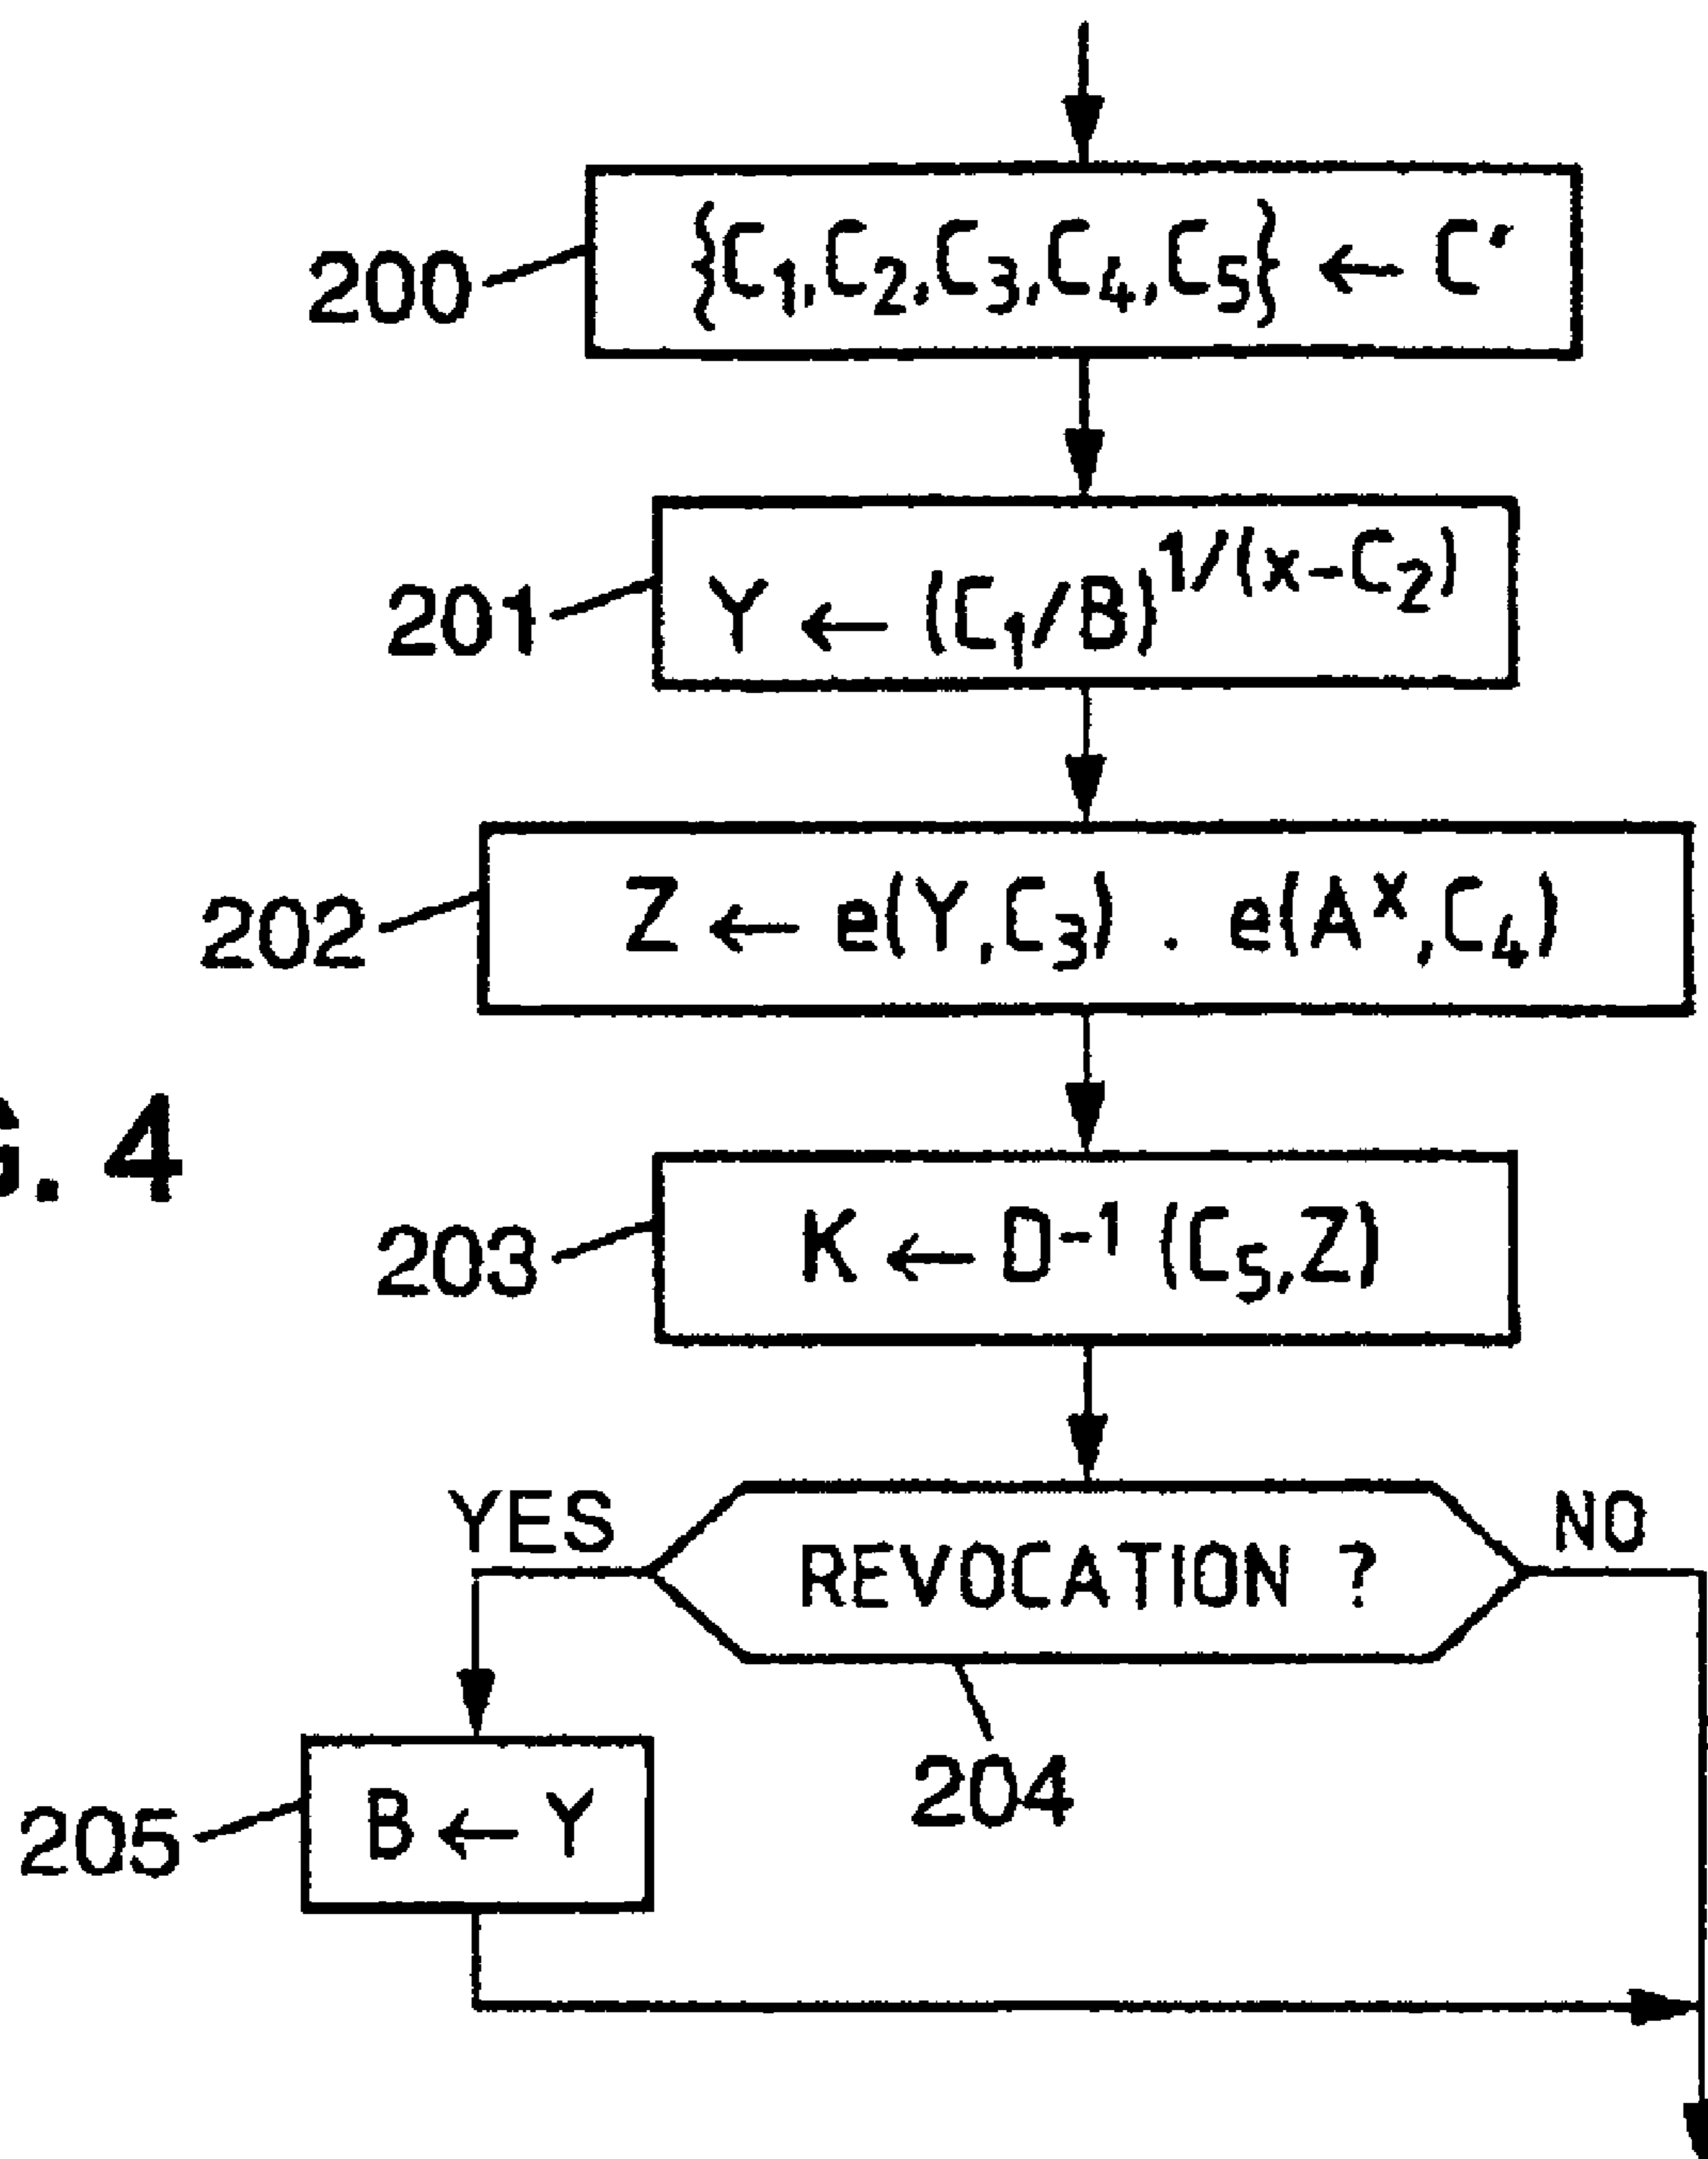 200 {C₁,C₂,C₃,C₄,C₅} ← C′
201 Y ← (C₁/B)^1/(x-C₂)
202 Z ← e(Y,C₃) . e(Aˣ,C₄)
G. 4
203 K ← D⁻¹ (C₅,Z)
YES REVOCATION ? NO
204
205 B ← Y